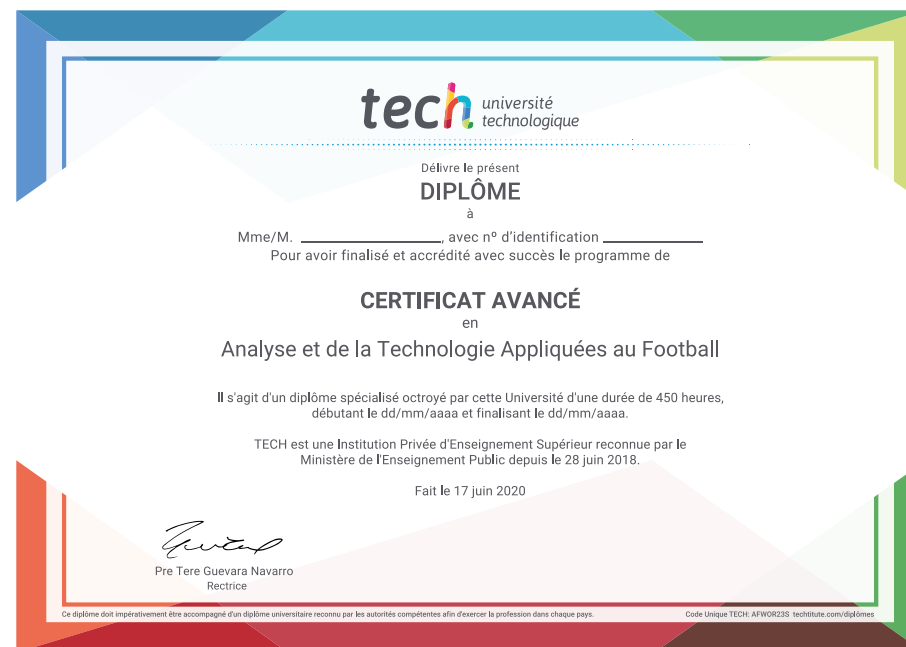 tech université
technologique
Délivre le présent
DIPLÔME
à
Mme/M. ____________________, avec nº d'identification ______________
Pour avoir finalisé et accrédité avec succès le programme de
CERTIFICAT AVANCÉ
en
Analyse et de la Technologie Appliquées au Football
Il s'agit d'un diplôme spécialisé octroyé par cette Université d'une durée de 450 heures,
débutant le dd/mm/aaaa et finalisant le dd/mm/aaaa.
TECH est une Institution Privée d'Enseignement Supérieur reconnue par le
Ministère de l'Enseignement Public depuis le 28 juin 2018.
Fait le 17 juin 2020
Pre Tere Guevara Navarro
Rectrice
Ce diplôme doit impérativement être accompagné d'un diplôme universitaire reconnu par les autorités compétentes afin d'exercer la profession dans chaque pays. Code Unique TECH: AFWOR23S techtitute.com/diplômes